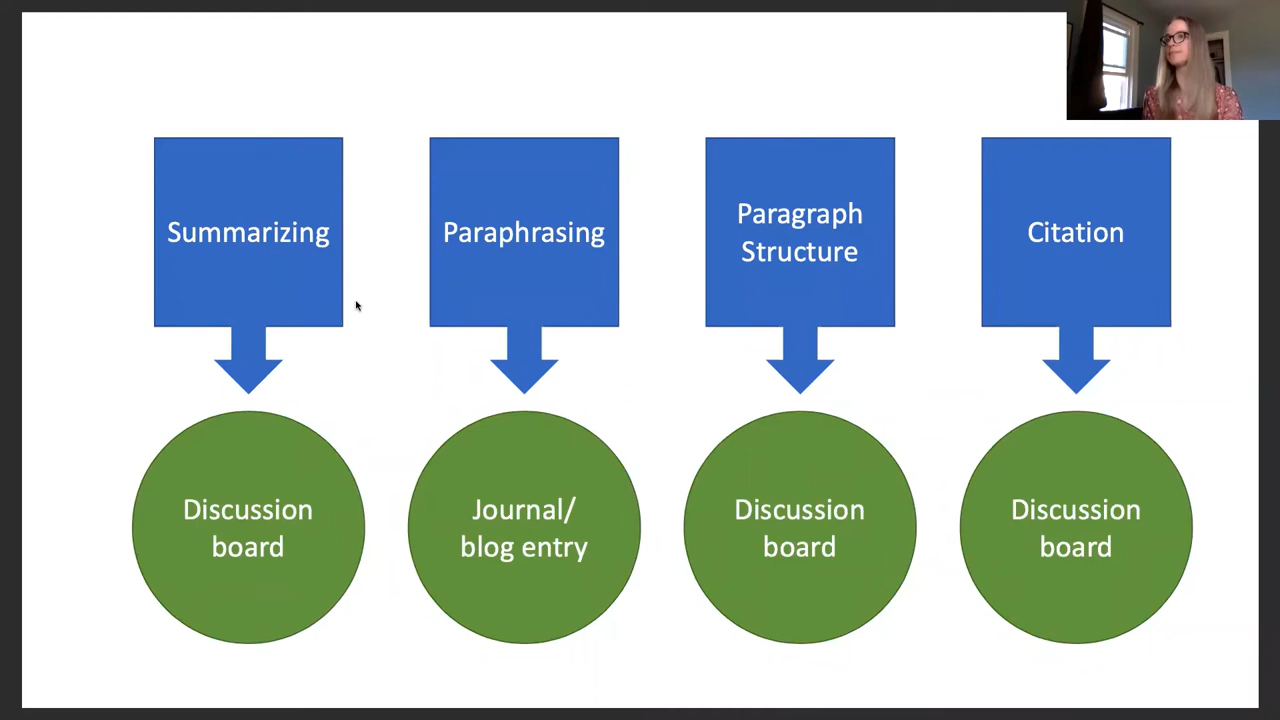 Summarizing
Paraphrasing
Paragraph
Structure
Citation
Discussion
board
Journal/
blog entry
Discussion
board
Discussion
board